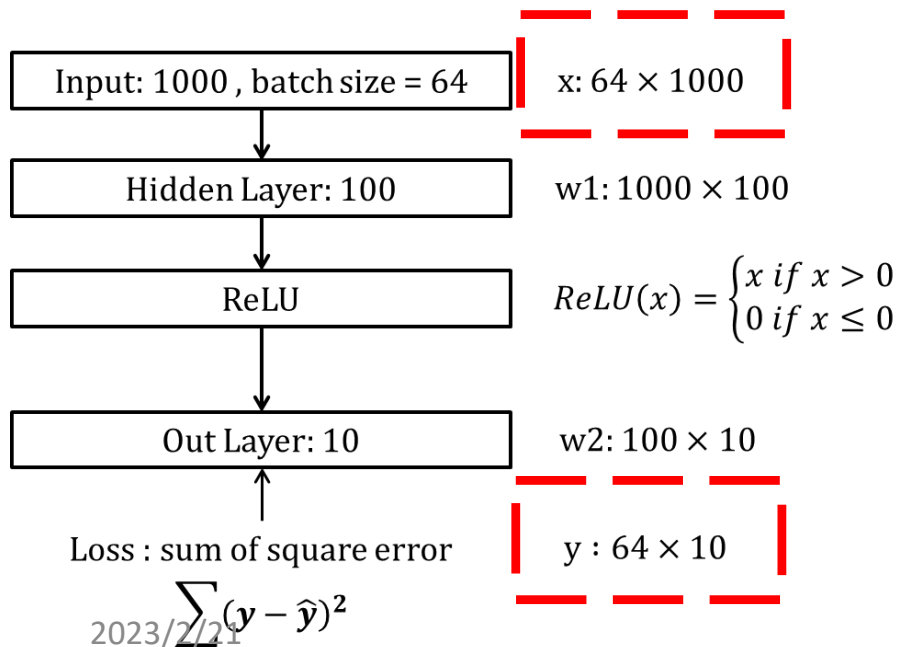 Input: 1000 , batch size = 64 x: 64 × 1000
Hidden Layer: 100 w1: 1000 × 100
ReLU ReLU(x) = {x if x > 0
0 if x ≤ 0
Out Layer: 10 w2: 100 × 10
Loss : sum of square error y : 64 × 10
∑(y − ŷ)²
2023/2/21